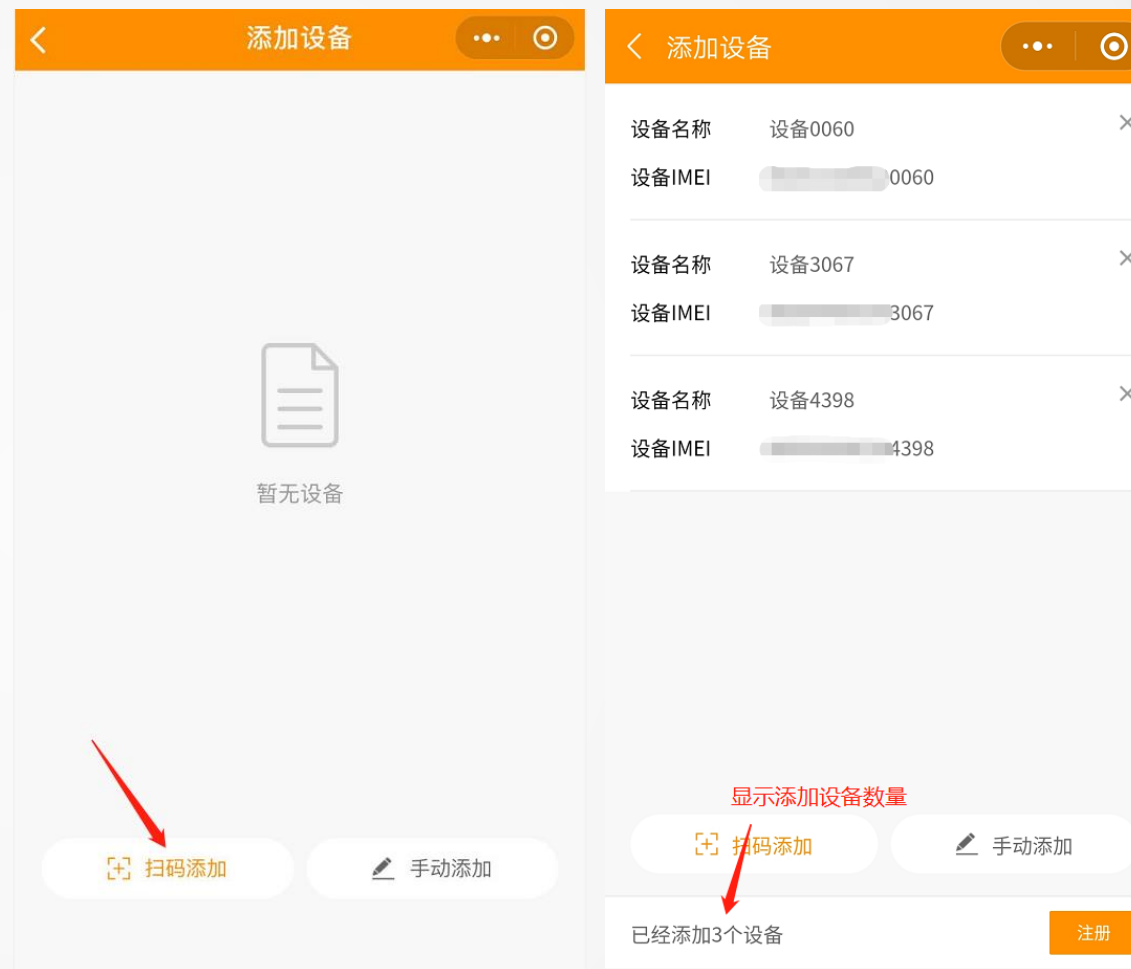 添加设备
暂无设备
扫码添加
手动添加
添加设备
设备名称 设备0060
设备IMEI 0060
设备名称 设备3067
设备IMEI 3067
设备名称 设备4398
设备IMEI 4398
显示添加设备数量
扫码添加
手动添加
已经添加3个设备
注册